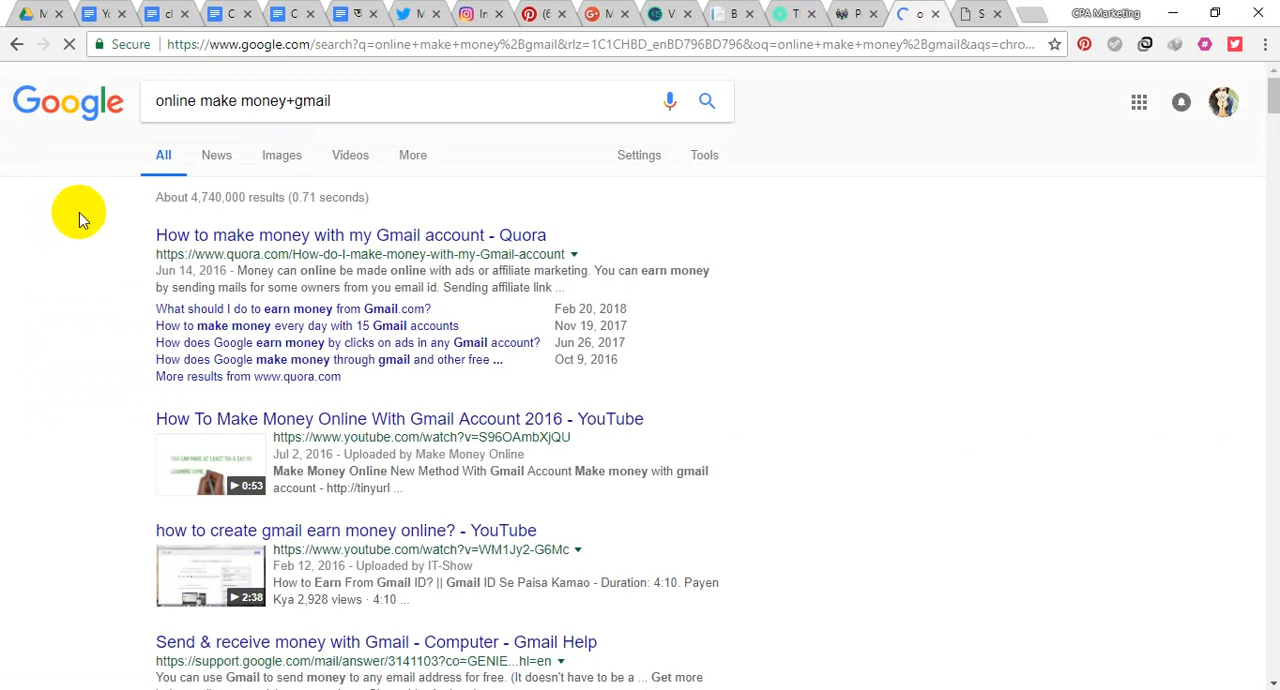 M
Yo
cl
C
C
ই
M
In
(6
M
V
B
T
P
o
S
CPA Marketing
Secure
https://www.google.com/search?q=online+make+money%2Bgmail&rlz=1C1CHBD_enBD796BD796&oq=online+make+money%2Bgmail&aqs=chro...
Google
online make money+gmail
All News Images Videos More Settings Tools
About 4,740,000 results (0.71 seconds)
How to make money with my Gmail account - Quora
https://www.quora.com/How-do-I-make-money-with-my-Gmail-account
Jun 14, 2016 - Money can online be made online with ads or affiliate marketing. You can earn money
by sending mails for some owners from you email id. Sending affiliate link ...
What should I do to earn money from Gmail.com? Feb 20, 2018
How to make money every day with 15 Gmail accounts Nov 19, 2017
How does Google earn money by clicks on ads in any Gmail account? Jun 26, 2017
How does Google make money through gmail and other free ... Oct 9, 2016
More results from www.quora.com
How To Make Money Online With Gmail Account 2016 - YouTube
https://www.youtube.com/watch?v=S96OAmbXjQU
Jul 2, 2016 - Uploaded by Make Money Online
Make Money Online New Method With Gmail Account Make money with gmail
account - http://tinyurl ...
0:53
how to create gmail earn money online? - YouTube
https://www.youtube.com/watch?v=WM1Jy2-G6Mc
Feb 12, 2016 - Uploaded by IT-Show
How to Earn From Gmail ID? || Gmail ID Se Paisa Kamao - Duration: 4:10. Payen
Kya 2,928 views · 4:10 ...
2:38
Send & receive money with Gmail - Computer - Gmail Help
https://support.google.com/mail/answer/3141103?co=GENIE...hl=en
You can use Gmail to send money to any email address for free. (It doesn't have to be a ... Get more